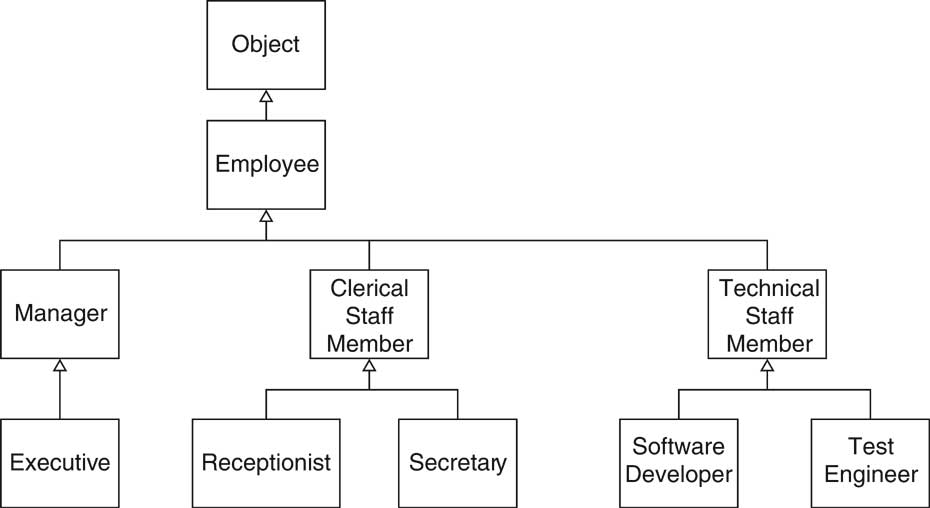 Object
Employee
Manager
Clerical
Staff
Member
Technical
Staff
Member
Executive
Receptionist
Secretary
Software
Developer
Test
Engineer